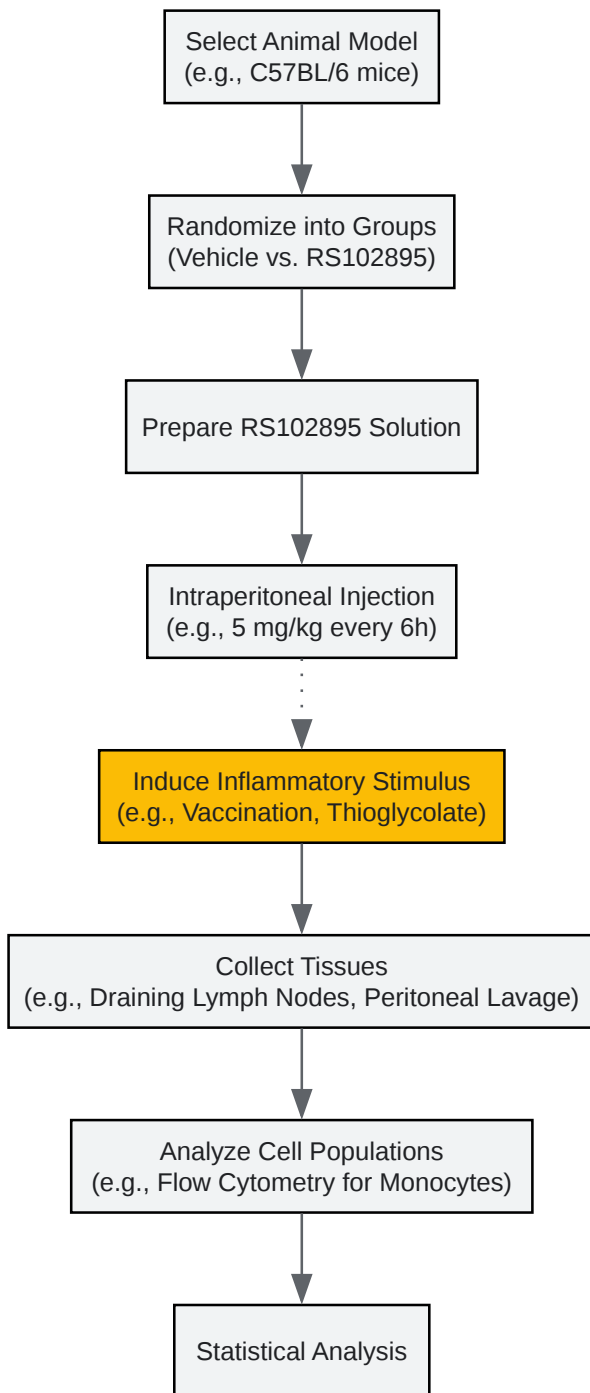 Select Animal Model
(e.g., C57BL/6 mice)
Randomize into Groups
(Vehicle vs. RS102895)
Prepare RS102895 Solution
Intraperitoneal Injection
(e.g., 5 mg/kg every 6h)
Induce Inflammatory Stimulus
(e.g., Vaccination, Thioglycolate)
Collect Tissues
(e.g., Draining Lymph Nodes, Peritoneal Lavage)
Analyze Cell Populations
(e.g., Flow Cytometry for Monocytes)
Statistical Analysis